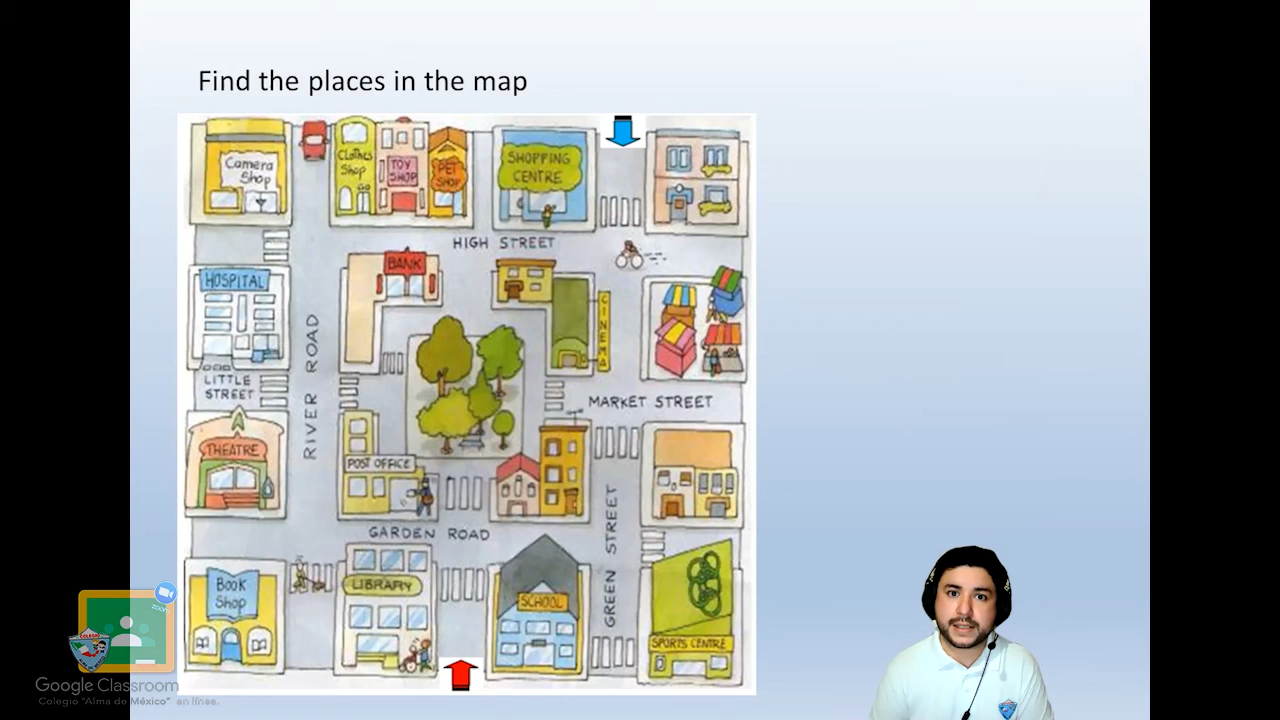 Find the places in the map
Camera
Shop
Clothes
Shop
TOY
SHOP
PET
SHOP
SHOPPING
CENTRE
HIGH STREET
HOSPITAL
BANK
CINEMA
RIVER ROAD
LITTLE
STREET
MARKET STREET
THEATRE
POST OFFICE
GARDEN ROAD
GREEN STREET
Book
Shop
LIBRARY
SCHOOL
SPORTS CENTRE
zoom
COLEGIO
Google Classroom
Colegio "Alma de México" en línea.